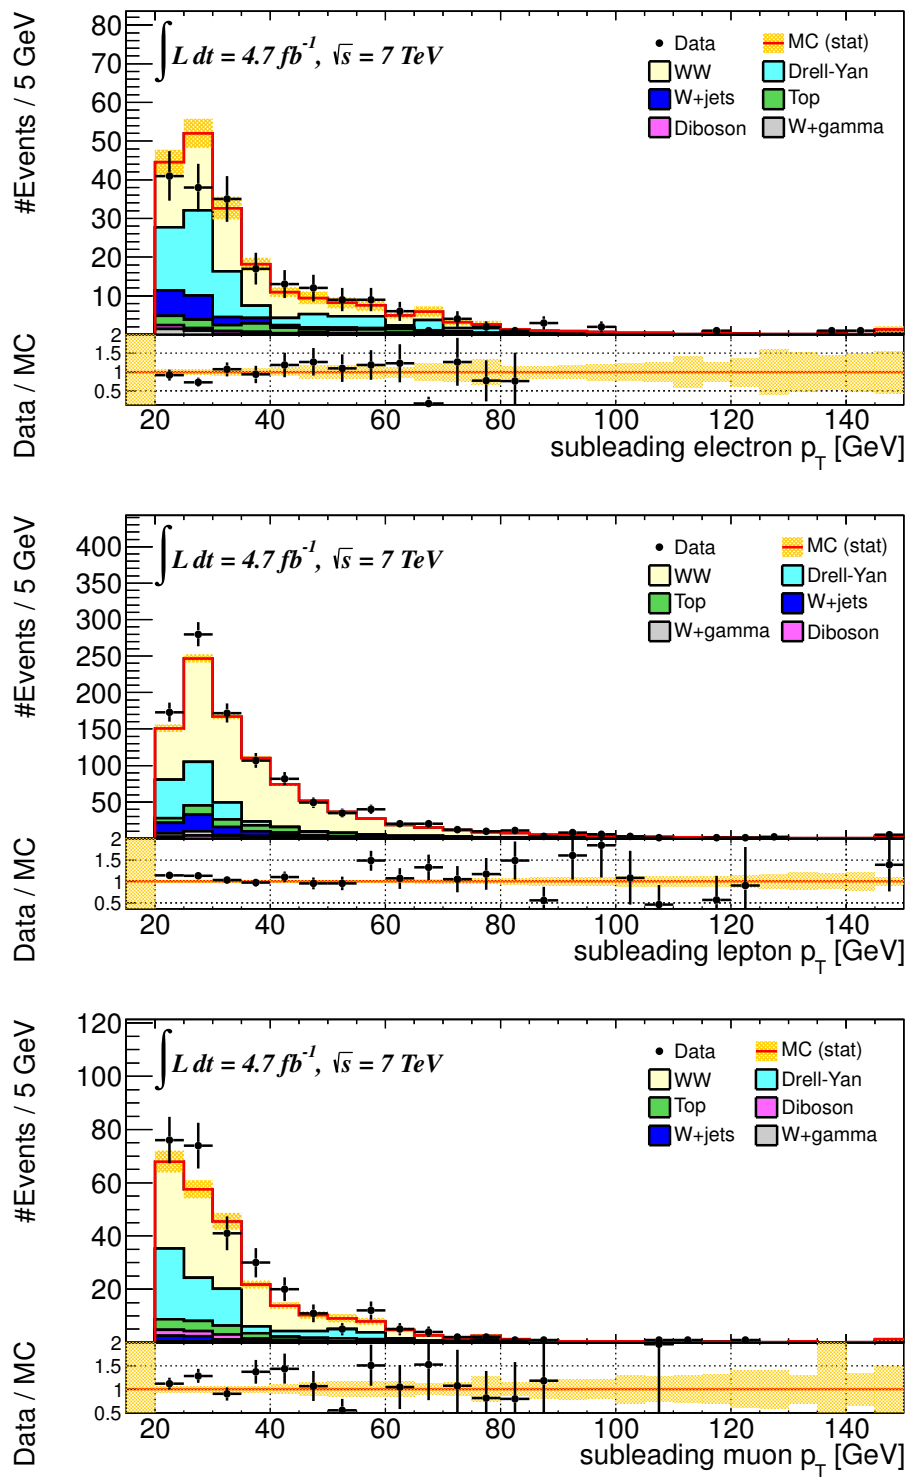 #Events / 5 GeV
80
70
60
50
40
30
20
10
∫ L dt = 4.7 fb⁻¹, √s = 7 TeV
Data MC (stat)
WW Drell-Yan
W+jets Top
Diboson W+gamma
Data / MC
2
1.5
1
0.5
20 40 60 80 100 120 140
subleading electron p_T [GeV]
#Events / 5 GeV
400
350
300
250
200
150
100
50
∫ L dt = 4.7 fb⁻¹, √s = 7 TeV
Data MC (stat)
WW Drell-Yan
Top W+jets
W+gamma Diboson
Data / MC
2
1.5
1
0.5
20 40 60 80 100 120 140
subleading lepton p_T [GeV]
#Events / 5 GeV
120
100
80
60
40
20
∫ L dt = 4.7 fb⁻¹, √s = 7 TeV
Data MC (stat)
WW Drell-Yan
Top Diboson
W+jets W+gamma
Data / MC
2
1.5
1
0.5
20 40 60 80 100 120 140
subleading muon p_T [GeV]